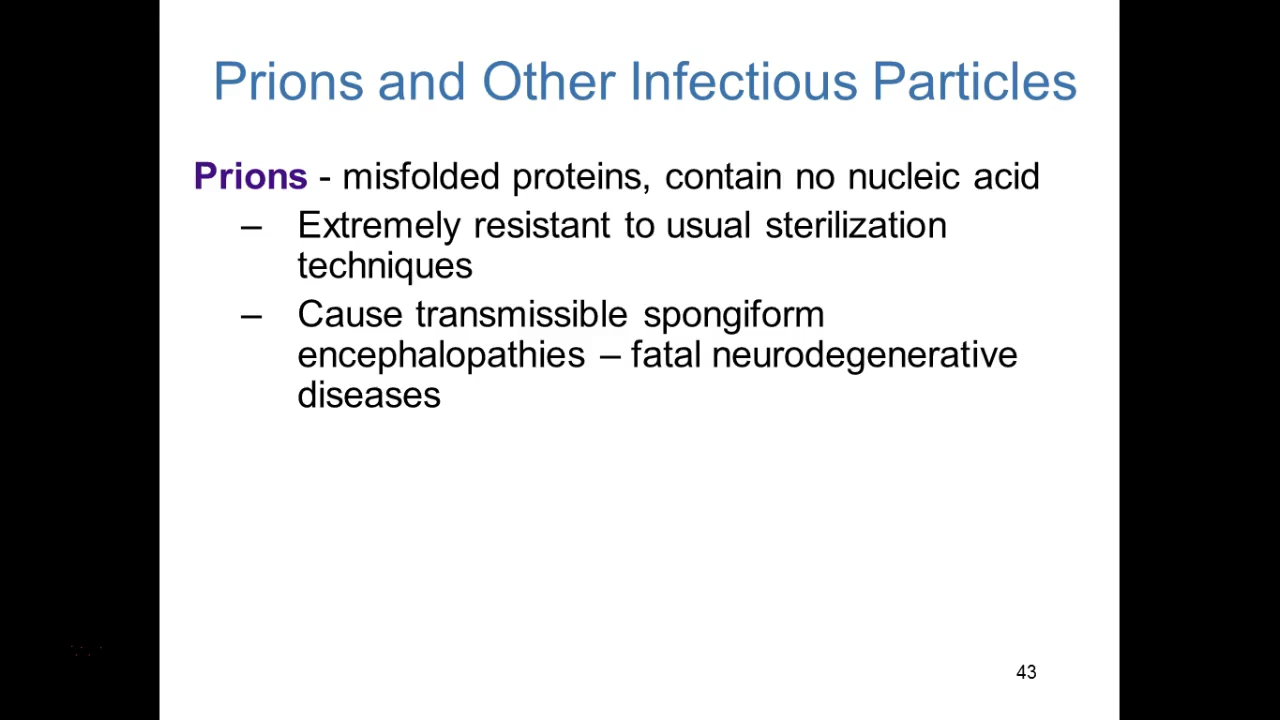 Prions and Other Infectious Particles
Prions - misfolded proteins, contain no nucleic acid
– Extremely resistant to usual sterilization
techniques
– Cause transmissible spongiform
encephalopathies – fatal neurodegenerative
diseases
43